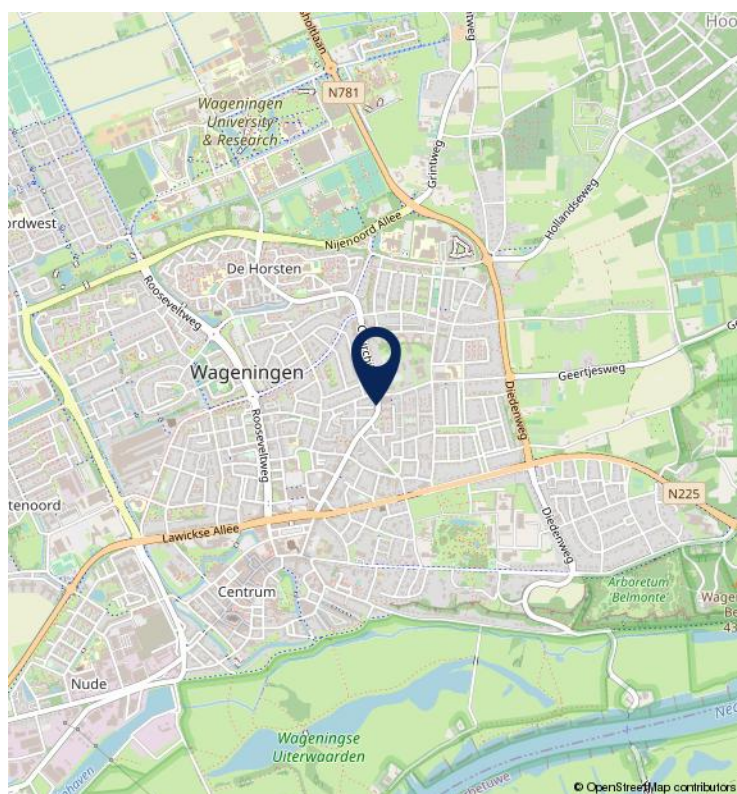 Hoo
N781
Wageningen
University
& Research
Grintweg
Hollandseweg
Nijenoord Allee
De Horsten
Rooseveltweg
Wageningen
Geertjesweg
Diedenweg
Rooseveltweg
N225
Lawickse Allee
Diedenweg
Centrum
Arboretum
'Belmonte'
Nude
Wageningse
Uiterwaarden
© OpenStreetMap contributors